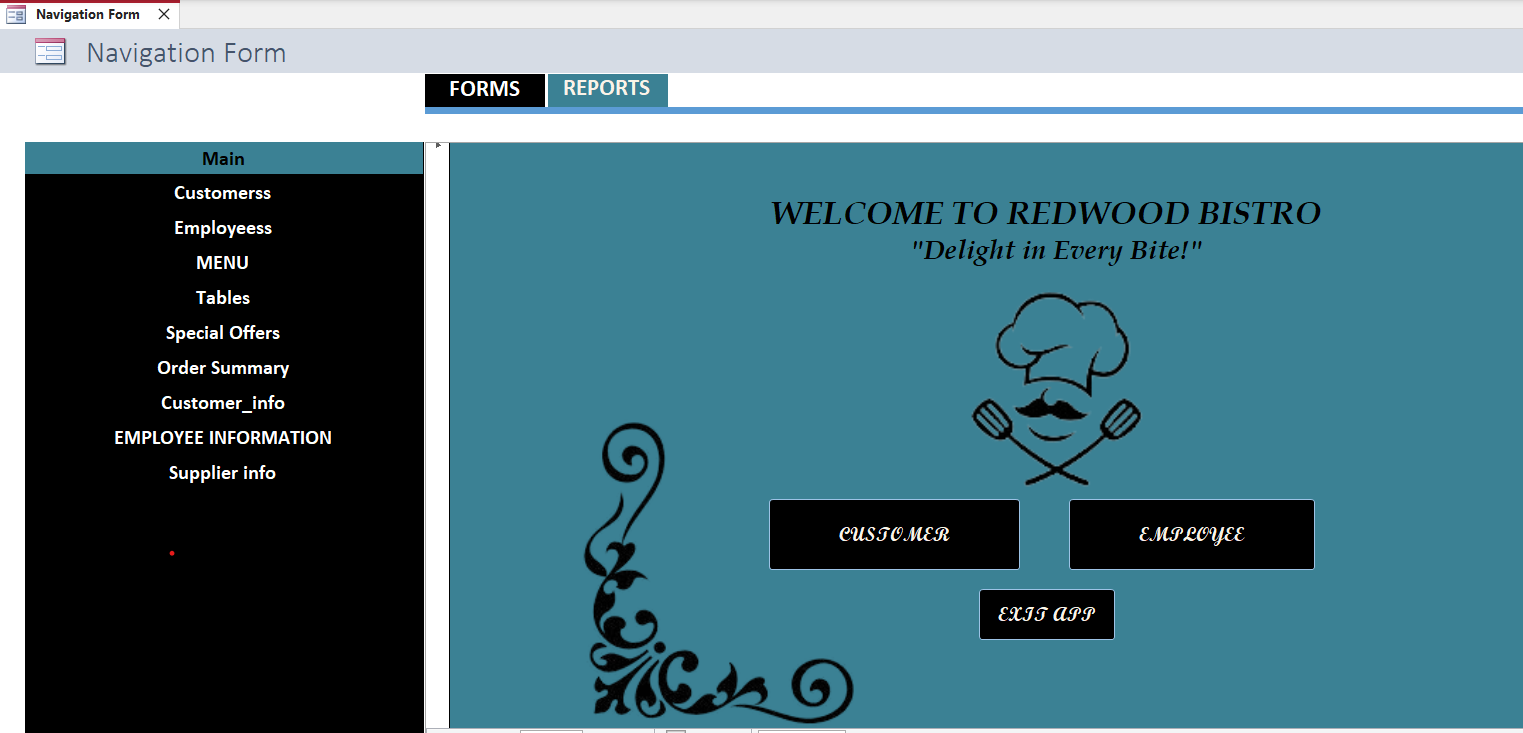 Navigation Form
Navigation Form
FORMS REPORTS
Main
Customerss
Employeess
MENU
Tables
Special Offers
Order Summary
Customer_info
EMPLOYEE INFORMATION
Supplier info
WELCOME TO REDWOOD BISTRO
"Delight in Every Bite!"
CUSTOMER EMPLOYEE
EXIT APP